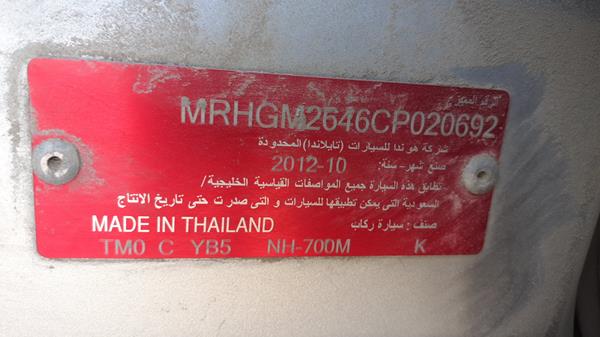 الرقم المميز
MRHGM2646CP020692
شركة هوندا للسيارات (تايلاندا) المحدودة
صنع شهر- سنة: 2012-10
تطابق هذه السيارة جميع المواصفات القياسية الخليجية/
السعودية التي يمكن تطبيقها للسيارات و التى صدرت حتى تاريخ الانتاج
صنف : سيارة ركاب MADE IN THAILAND
TM0 C YB5 NH-700M K